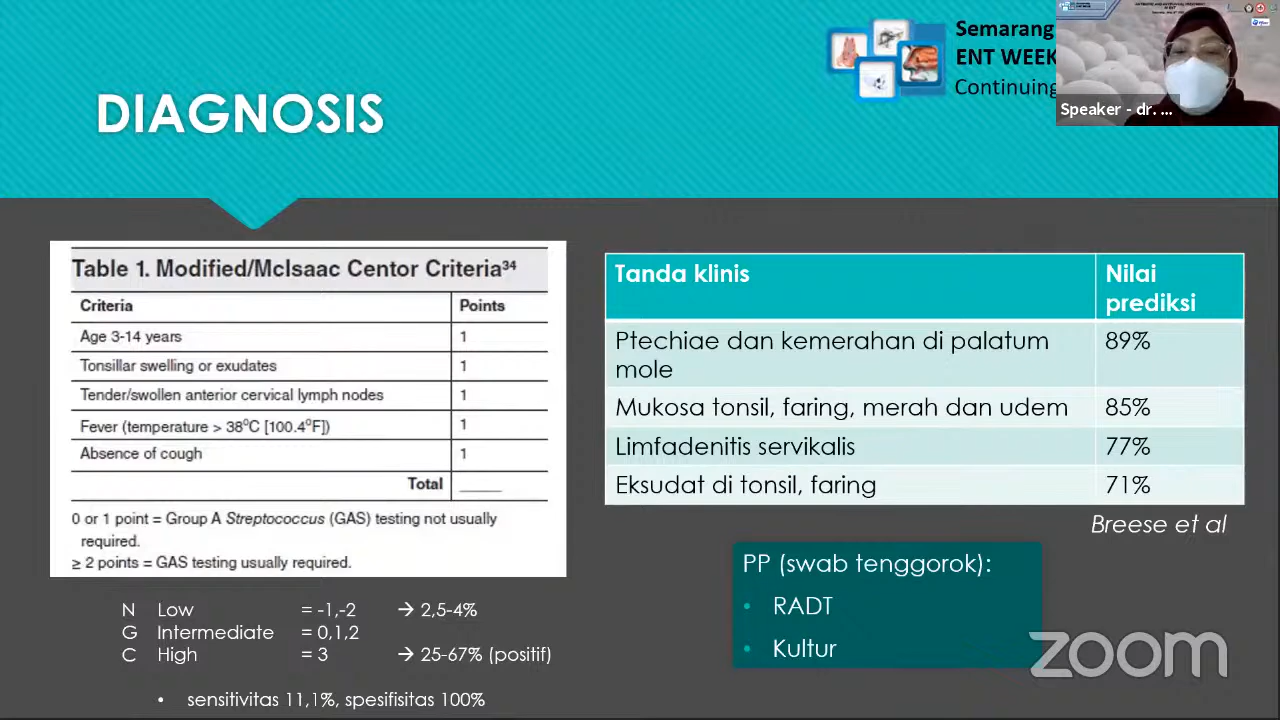 DIAGNOSIS
Semarang
ENT WEEK
Continuing
Speaker - dr. ...
Table 1. Modified/McIsaac Centor Criteria³⁴
Criteria Points
Age 3-14 years 1
Tonsillar swelling or exudates 1
Tender/swollen anterior cervical lymph nodes 1
Fever (temperature > 38⁰C [100.4⁰F]) 1
Absence of cough 1
Total ______
0 or 1 point = Group A Streptococcus (GAS) testing not usually
required.
≥ 2 points = GAS testing usually required.
N Low = -1,-2 → 2,5-4%
G Intermediate = 0,1,2
C High = 3 → 25-67% (positif)
• sensitivitas 11,1%, spesifisitas 100%
Tanda klinis Nilai
prediksi
Ptechiae dan kemerahan di palatum 89%
mole
Mukosa tonsil, faring, merah dan udem 85%
Limfadenitis servikalis 77%
Eksudat di tonsil, faring 71%
Breese et al
PP (swab tenggorok):
• RADT
• Kultur
zoom